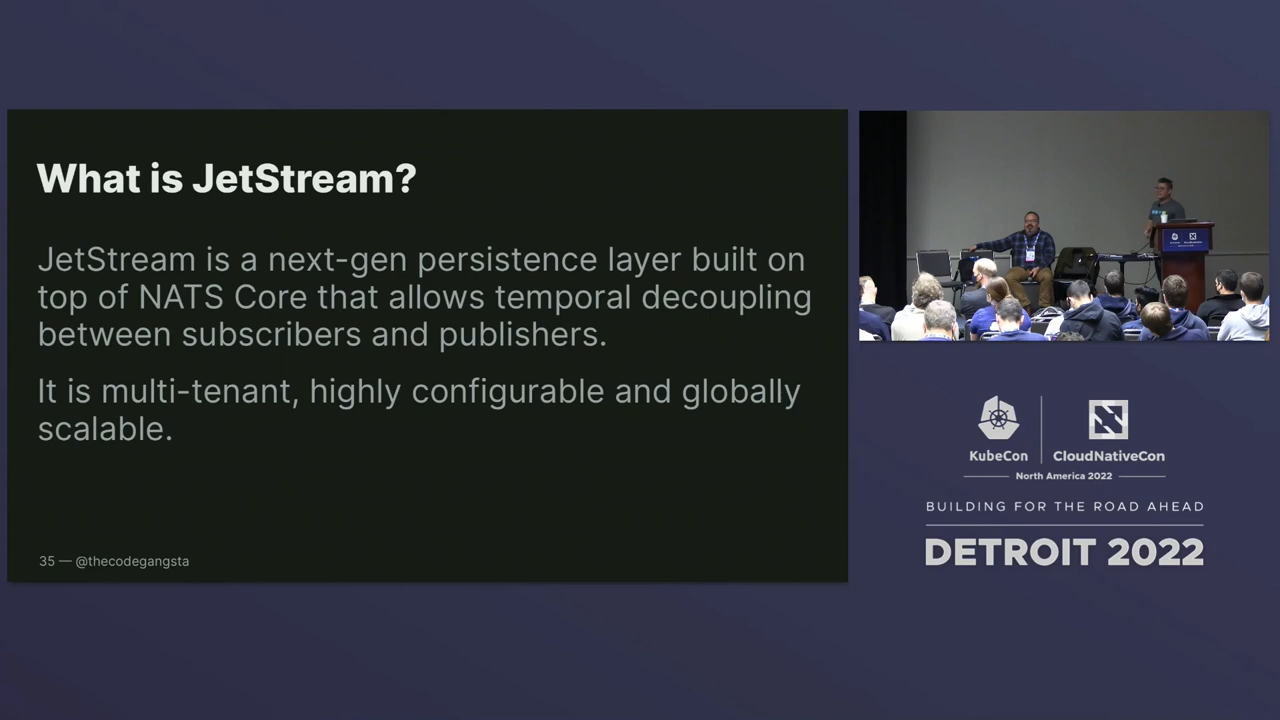 What is JetStream?
JetStream is a next-gen persistence layer built on
top of NATS Core that allows temporal decoupling
between subscribers and publishers.
It is multi-tenant, highly configurable and globally
scalable.
35 — @thecodegangsta
KubeCon
CloudNativeCon
North America 2022
BUILDING FOR THE ROAD AHEAD
DETROIT 2022